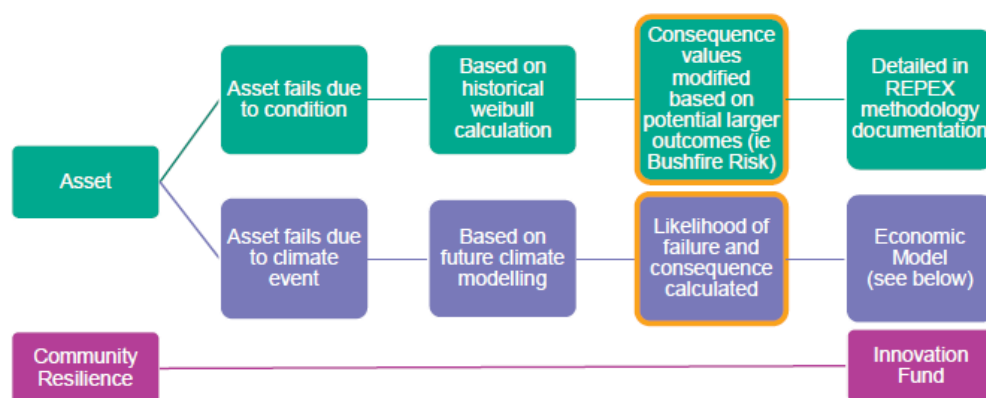 Asset
Asset fails due
to condition
Based on
historical
weibull
calculation
Consequence
values
modified
based on
potential larger
outcomes (ie
Bushfire Risk)
Detailed in
REPEX
methodology
documentation
Asset fails due
to climate
event
Based on
future climate
modelling
Likelihood of
failure and
consequence
calculated
Economic
Model
(see below)
Community
Resilience
Innovation
Fund